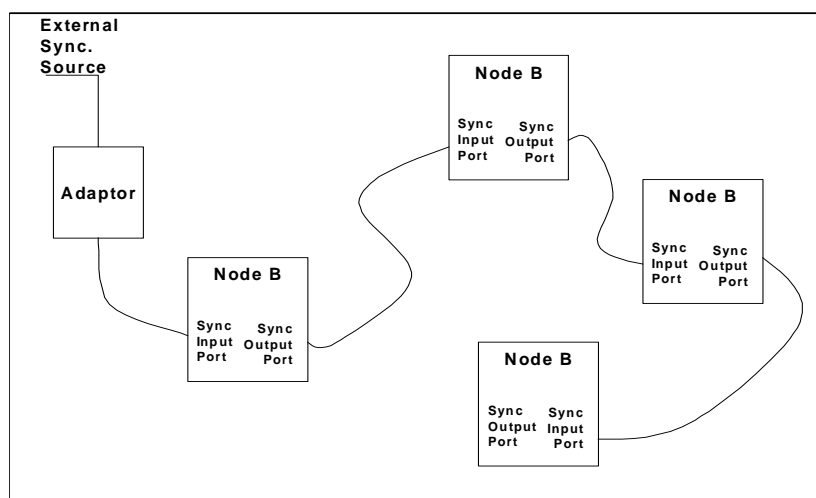 External
Sync.
Source
Adaptor
Node B
Sync
Input
Port
Sync
Output
Port
Node B
Sync
Input
Port
Sync
Output
Port
Node B
Sync
Input
Port
Sync
Output
Port
Node B
Sync
Output
Port
Sync
Input
Port